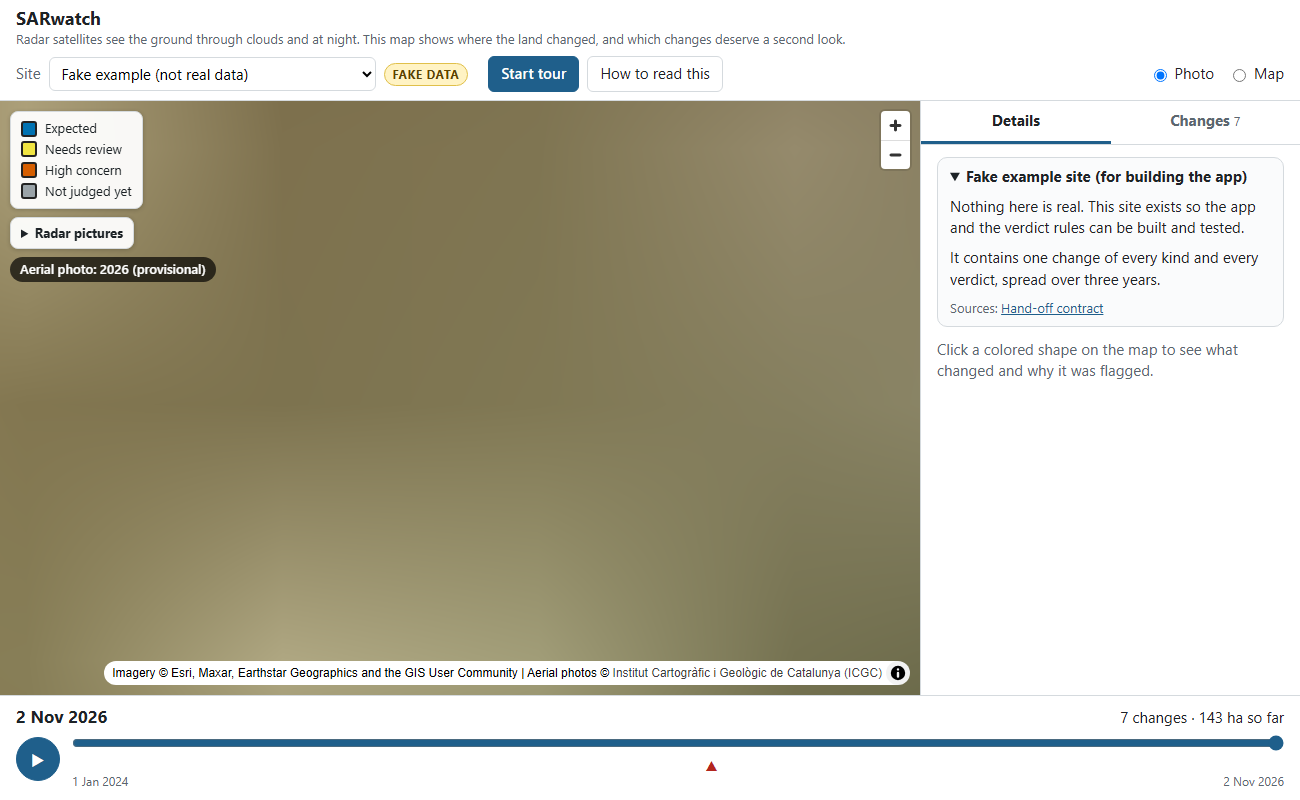 SARwatch
Radar satellites see the ground through clouds and at night. This map shows where the land changed, and which changes deserve a second look.
Site
Fake example (not real data)
FAKE DATA
Start tour
How to read this
Photo
Map
Expected
Needs review
High concern
Not judged yet
Radar pictures
Aerial photo: 2026 (provisional)
+
−
Imagery © Esri, Maxar, Earthstar Geographics and the GIS User Community | Aerial photos © Institut Cartogràfic i Geològic de Catalunya (ICGC)
Details
Changes 7
Fake example site (for building the app)
Nothing here is real. This site exists so the app
and the verdict rules can be built and tested.
It contains one change of every kind and every
verdict, spread over three years.
Sources: Hand-off contract
Click a colored shape on the map to see what
changed and why it was flagged.
2 Nov 2026
7 changes · 143 ha so far
1 Jan 2024
2 Nov 2026